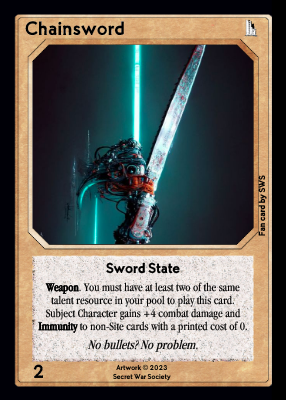 Chainsword
Fan card by SWS
Sword State
Weapon. You must have at least two of the same
talent resource in your pool to play this card.
Subject Character gains +4 combat damage and
Immunity to non-Site cards with a printed cost of 0.
No bullets? No problem.
2
Artwork © 2023
Secret War Society